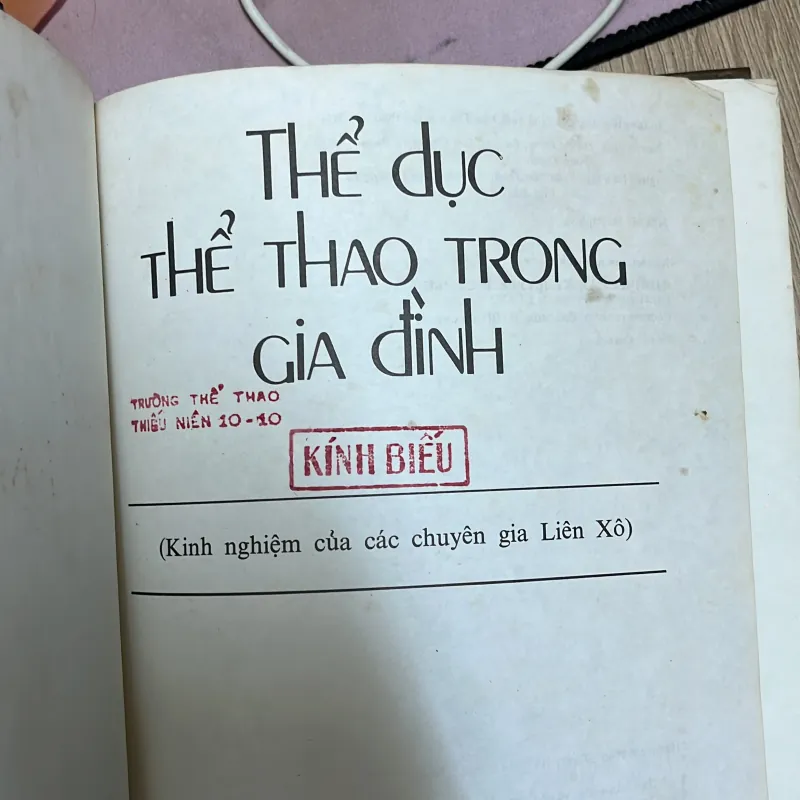 THỂ dục
THỂ THAO TRONG
GIA đÌNH
TRƯỜNG THỂ THAO
THIẾU NIÊN 10-10
KÍNH BIẾU
(Kinh nghiệm của các chuyên gia Liên Xô)